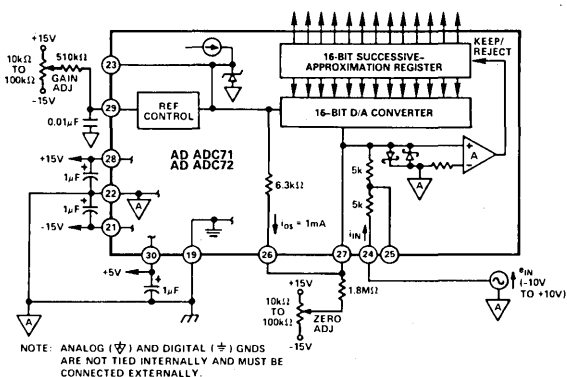 KEEP/
REJECT
+15V
10kΩ
TO
100kΩ
-15V
510kΩ
GAIN
ADJ
23
16-BIT SUCCESSIVE-
APPROXIMATION REGISTER
29
REF
CONTROL
16-BIT D/A CONVERTER
0.01μF
+
-
A
A
AD ADC71
AD ADC72
+15V
28
+
1μF
22
A
+
1μF
-15V
21
6.3kΩ
5k
5k
iOS = 1mA
iIN
30
19
26
27
24
25
+5V
+
1μF
A
10kΩ
TO
100kΩ
+15V
-15V
ZERO
ADJ
1.8MΩ
eIN
(-10V
TO +10V)
A
NOTE: ANALOG (A) AND DIGITAL (⏚) GNDS
ARE NOT TIED INTERNALLY AND MUST BE
CONNECTED EXTERNALLY.